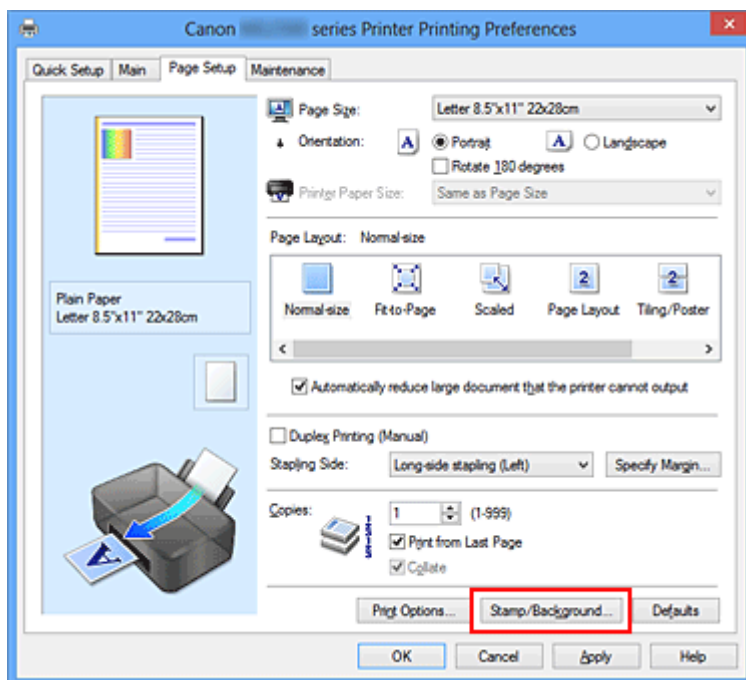 Canon series Printer Printing Preferences
Quick Setup Main Page Setup Maintenance
Page Size: Letter 8.5"x11" 22x28cm
Orientation: A Portrait A Landscape
Rotate 180 degrees
Printer Paper Size: Same as Page Size
Page Layout: Normal-size
2 2
Normal-size Fit-to-Page Scaled Page Layout Tiling/Poster
Automatically reduce large document that the printer cannot output
Plain Paper
Letter 8.5"x11" 22x28cm
Duplex Printing (Manual)
Stapling Side: Long-side stapling (Left) Specify Margin...
Copies: 1 (1-999)
Print from Last Page
Collate
A
Print Options... Stamp/Background... Defaults
OK Cancel Apply Help